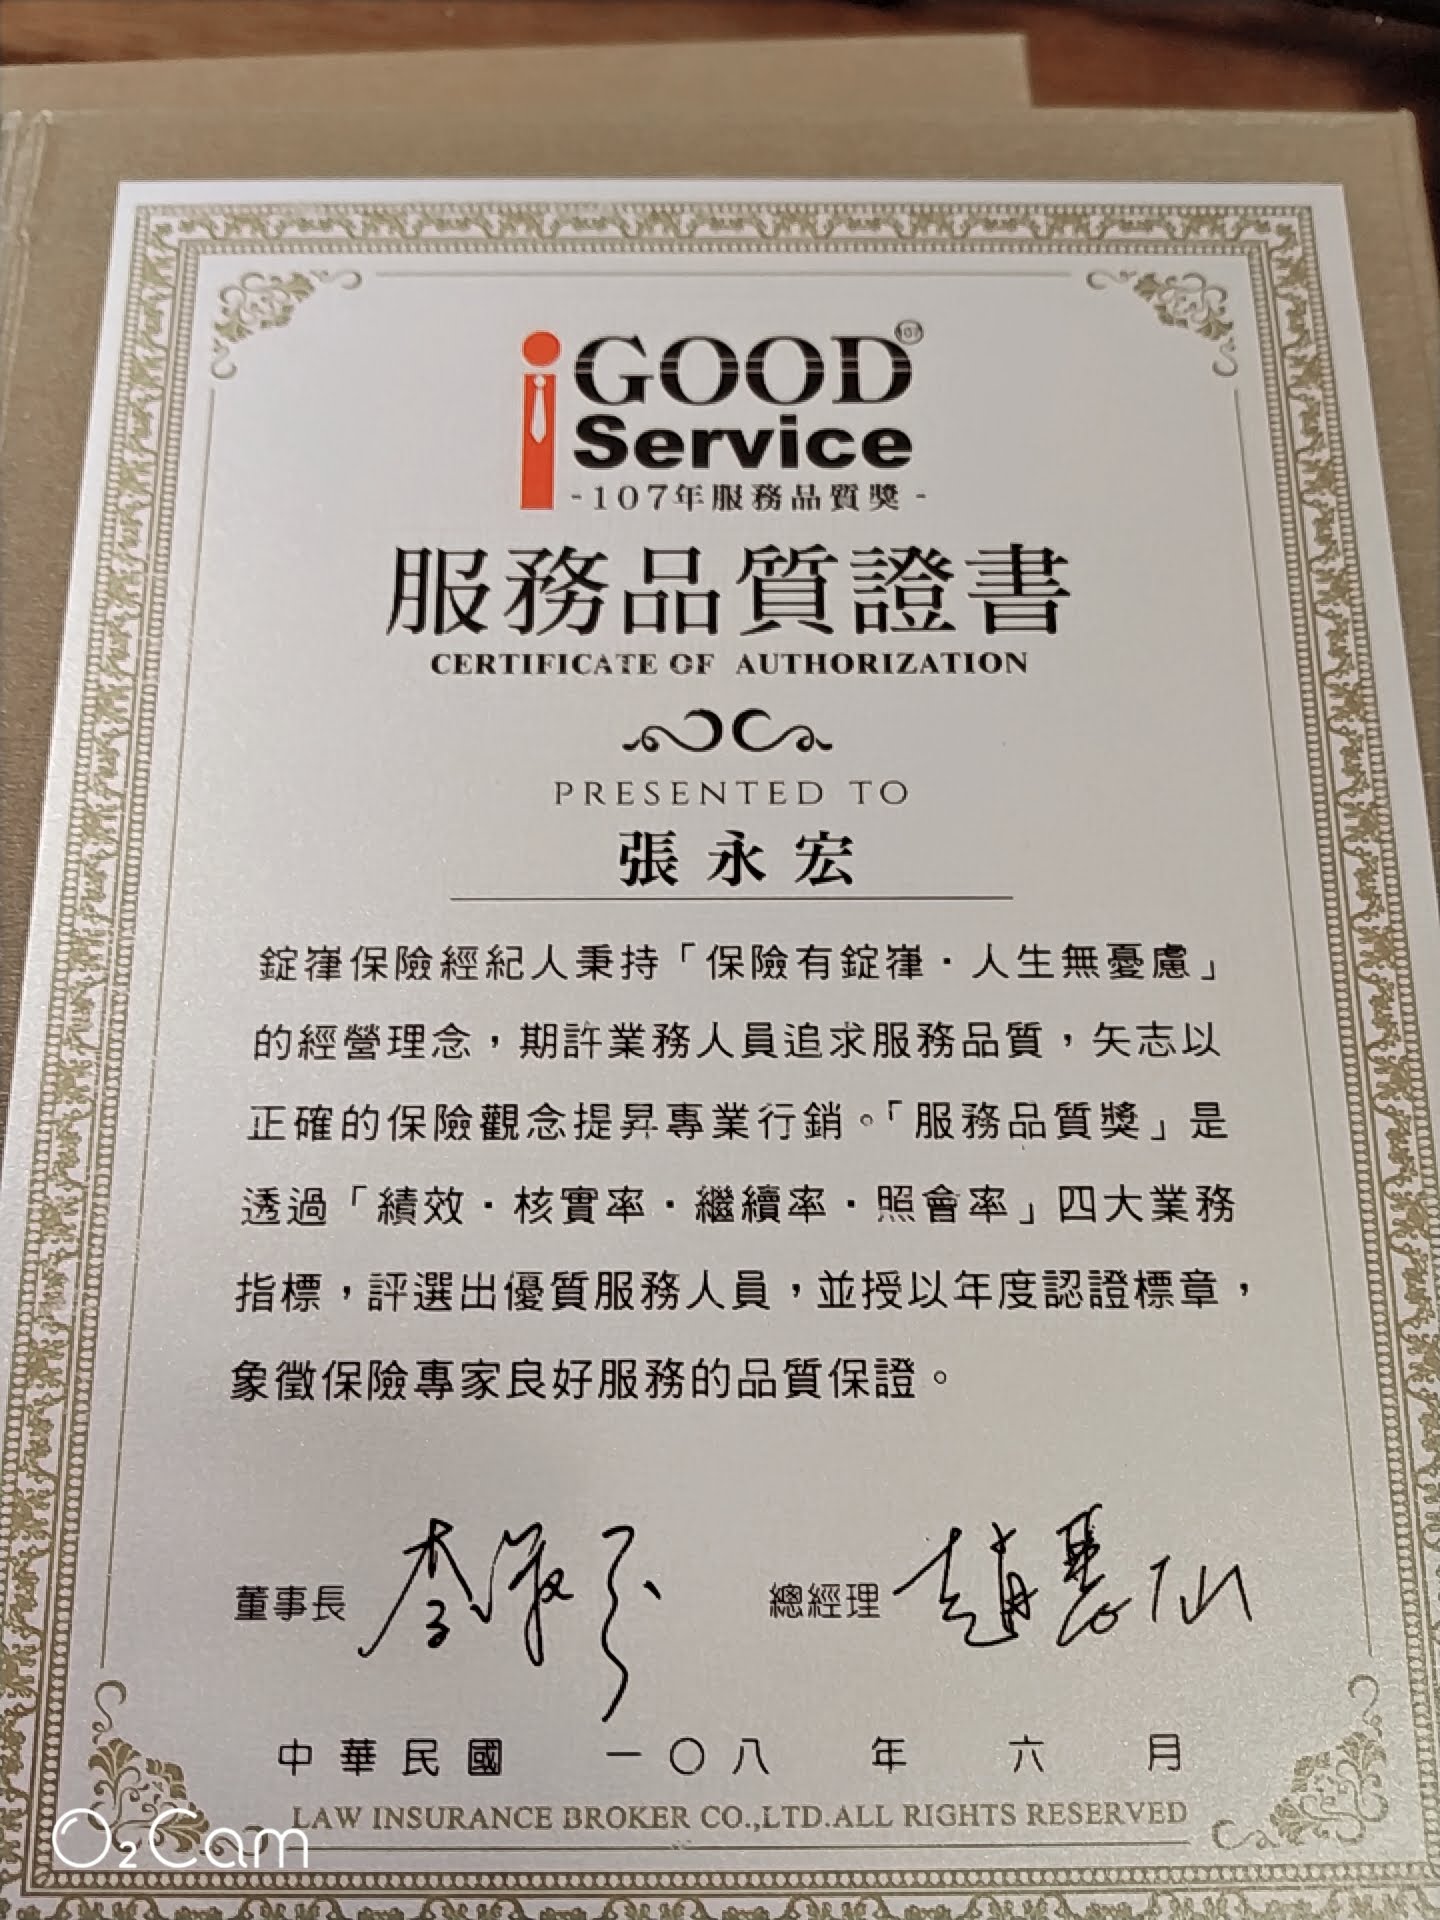 iGOOD
Service
-107年服務品質獎-
服務品質證書
CERTIFICATE OF AUTHORIZATION
PRESENTED TO
張永宏
錠嵂保險經紀人秉持「保險有錠嵂·人生無憂慮」
的經營理念，期許業務人員追求服務品質，矢志以
正確的保險觀念提昇專業行銷。「服務品質獎」是
透過「績效·核實率·繼續率·照會率」四大業務
指標，評選出優質服務人員，並授以年度認證標章，
象徵保險專家良好服務的品質保證。
董事長 總經理 趙慧仙
中華民國 一〇八 年 六 月
LAW INSURANCE BROKER CO.,LTD.ALL RIGHTS RESERVED
O2Cam